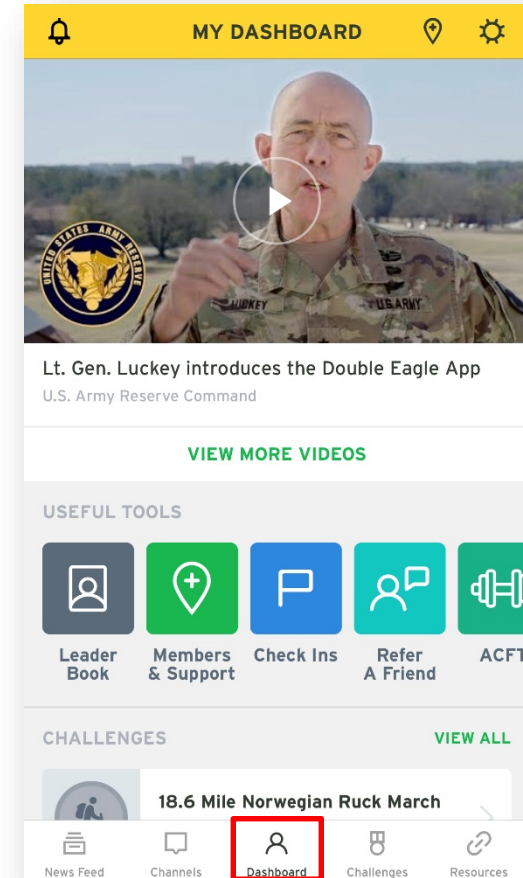 MY DASHBOARD
UNITED STATES ARMY RESERVE
LUCKEY
U.S. ARMY
Lt. Gen. Luckey introduces the Double Eagle App
U.S. Army Reserve Command
VIEW MORE VIDEOS
USEFUL TOOLS
Leader Book
Members & Support
Check Ins
Refer A Friend
ACFT
CHALLENGES
VIEW ALL
18.6 Mile Norwegian Ruck March
News Feed
Channels
Dashboard
Challenges
Resources